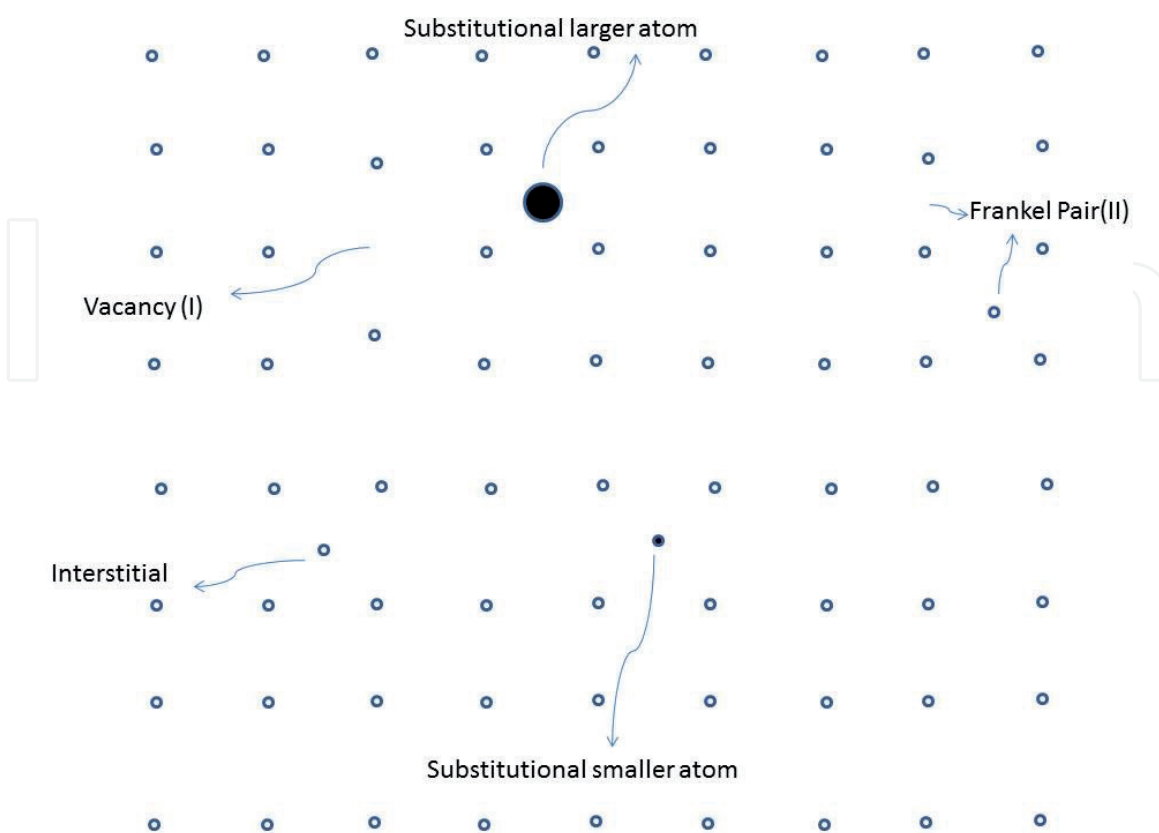 Substitutional larger atom
Frankel Pair(II)
Vacancy (I)
Interstitial
Substitutional smaller atom